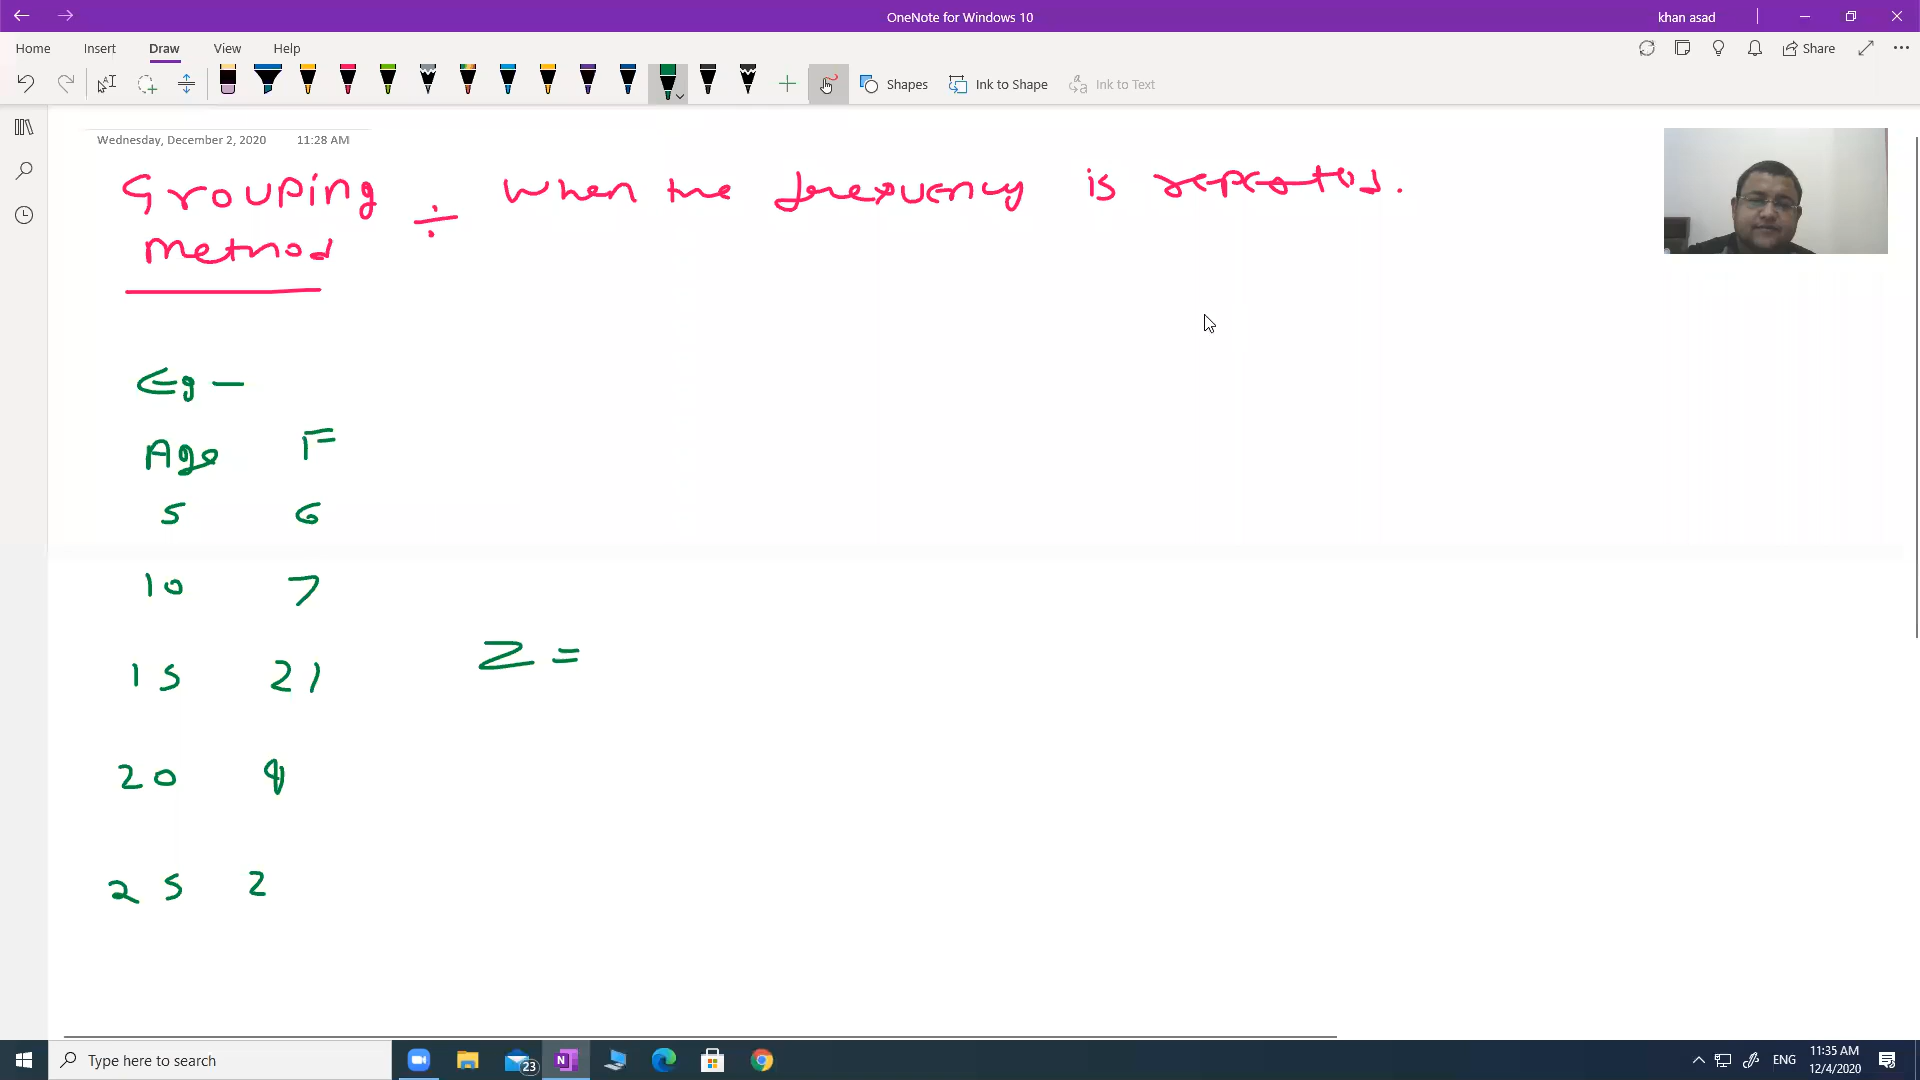 OneNote for Windows 10
khan asad
Home Insert Draw View Help
Share
Shapes Ink to Shape Ink to Text
Wednesday, December 2, 2020 11:28 AM
Grouping ÷ when the frequency is repeated.
Method
Eg —
Age F
5 6
10 7
15 21
Z =
20
25 2
Type here to search
23
ENG
11:35 AM
12/4/2020